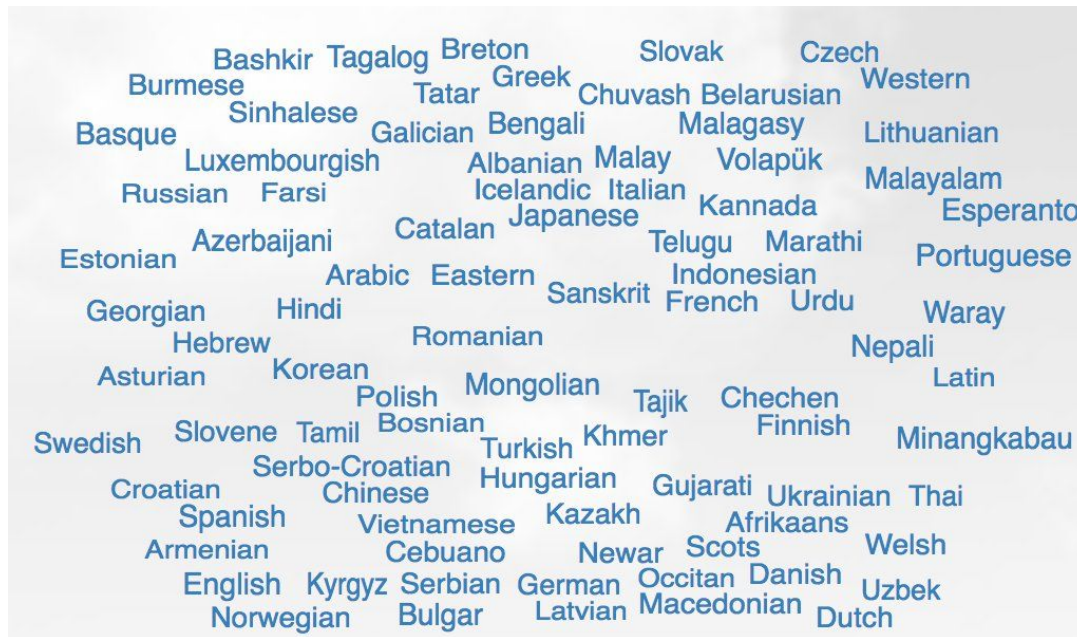 Bashkir Tagalog Breton Slovak Czech
Burmese Tatar Greek Chuvash Belarusian Western
Sinhalese Galician Bengali Malagasy Lithuanian
Basque Luxembourgish Albanian Malay Volapük Malayalam
Russian Farsi Icelandic Italian Kannada Esperanto
Azerbaijani Catalan Japanese Telugu Marathi Portuguese
Estonian Arabic Eastern Sanskrit Indonesian
Georgian Hindi French Urdu Waray
Hebrew Romanian Nepali
Asturian Korean Mongolian Latin
Polish Tajik Chechen
Swedish Slovene Tamil Bosnian Khmer Finnish Minangkabau
Serbo-Croatian Turkish
Croatian Chinese Hungarian Gujarati Ukrainian Thai
Spanish Vietnamese Kazakh Afrikaans
Armenian Cebuano Newar Scots Welsh
English Kyrgyz Serbian German Occitan Danish Uzbek
Norwegian Bulgar Latvian Macedonian Dutch